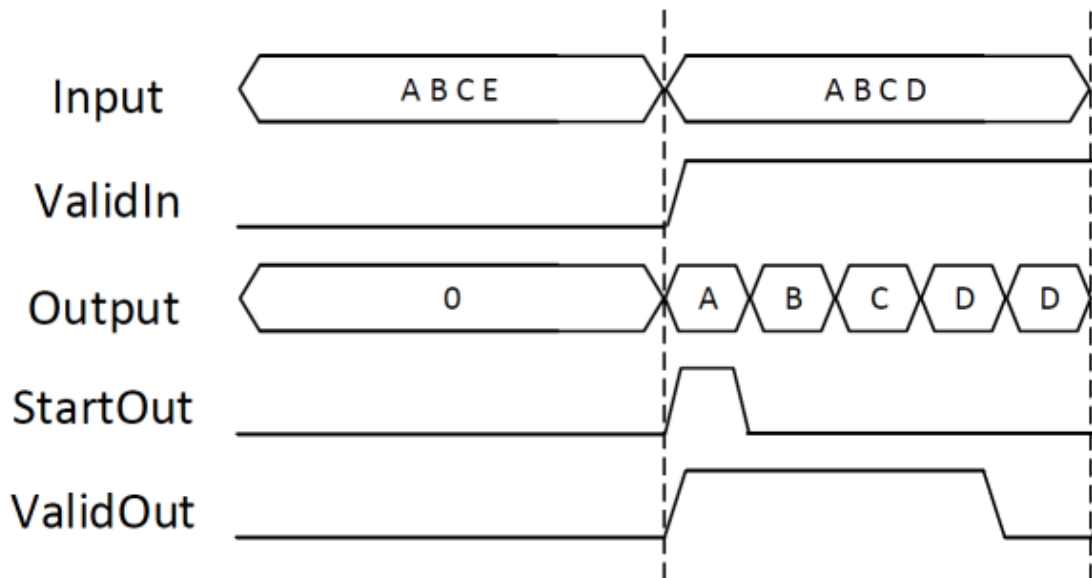 Input A B C E A B C D
ValidIn
Output 0 A B C D D
StartOut
ValidOut